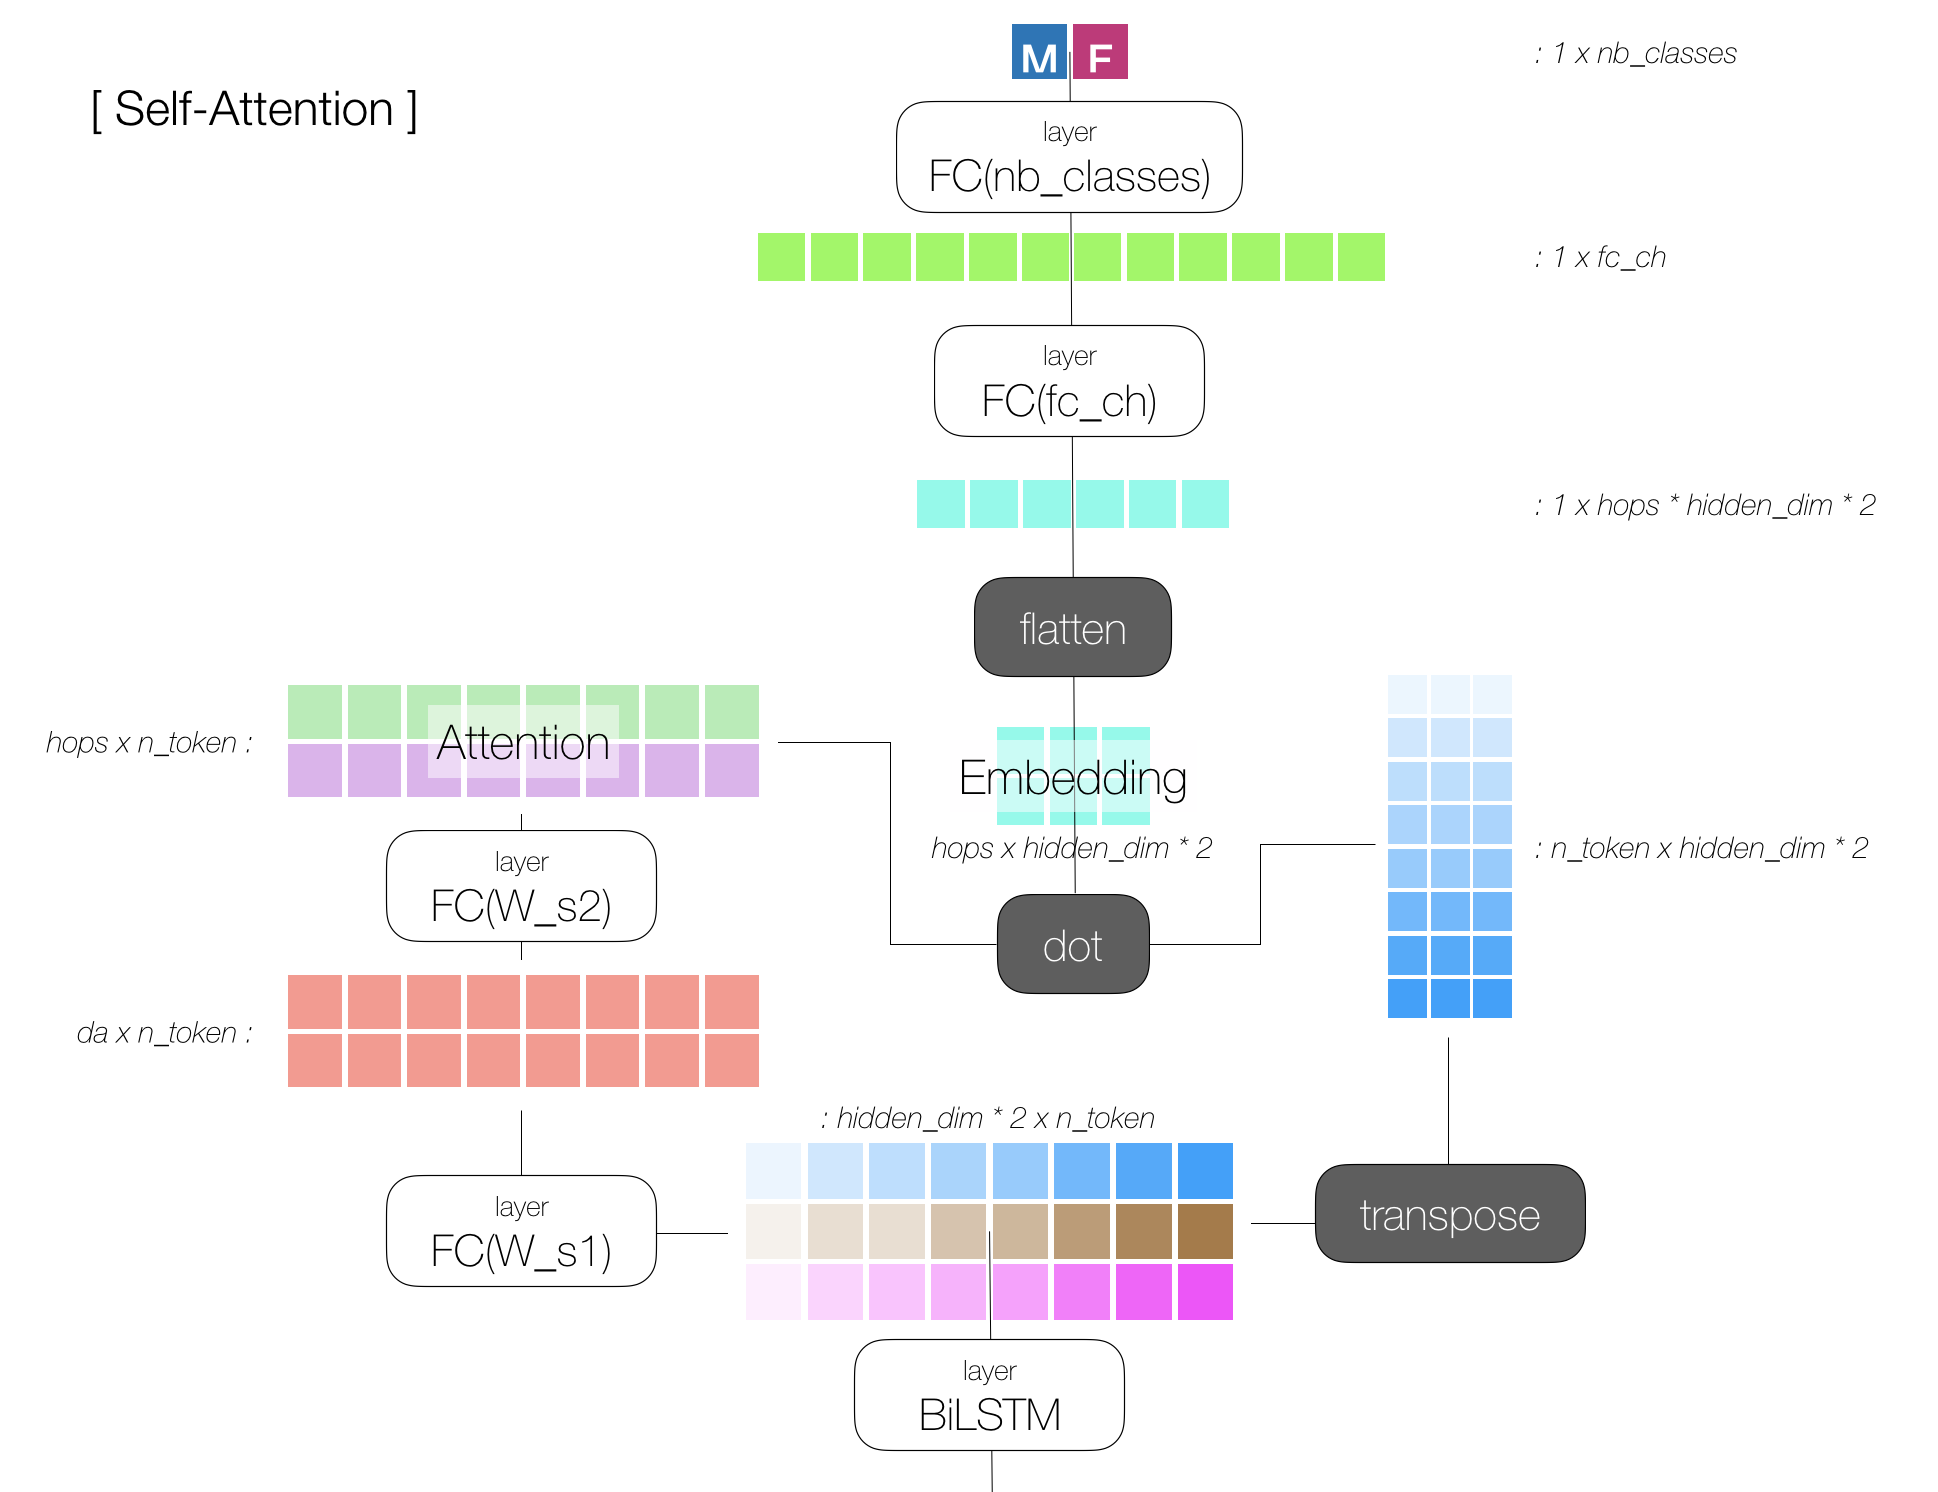 M F
: 1 x nb_classes
[ Self-Attention ]
layer
FC(nb_classes)
: 1 x fc_ch
layer
FC(fc_ch)
: 1 x hops * hidden_dim * 2
flatten
hops x n_token :
Attention
Embedding
hops x hidden_dim * 2
: n_token x hidden_dim * 2
layer
FC(W_s2)
dot
da x n_token :
: hidden_dim * 2 x n_token
layer
FC(W_s1)
transpose
layer
BiLSTM